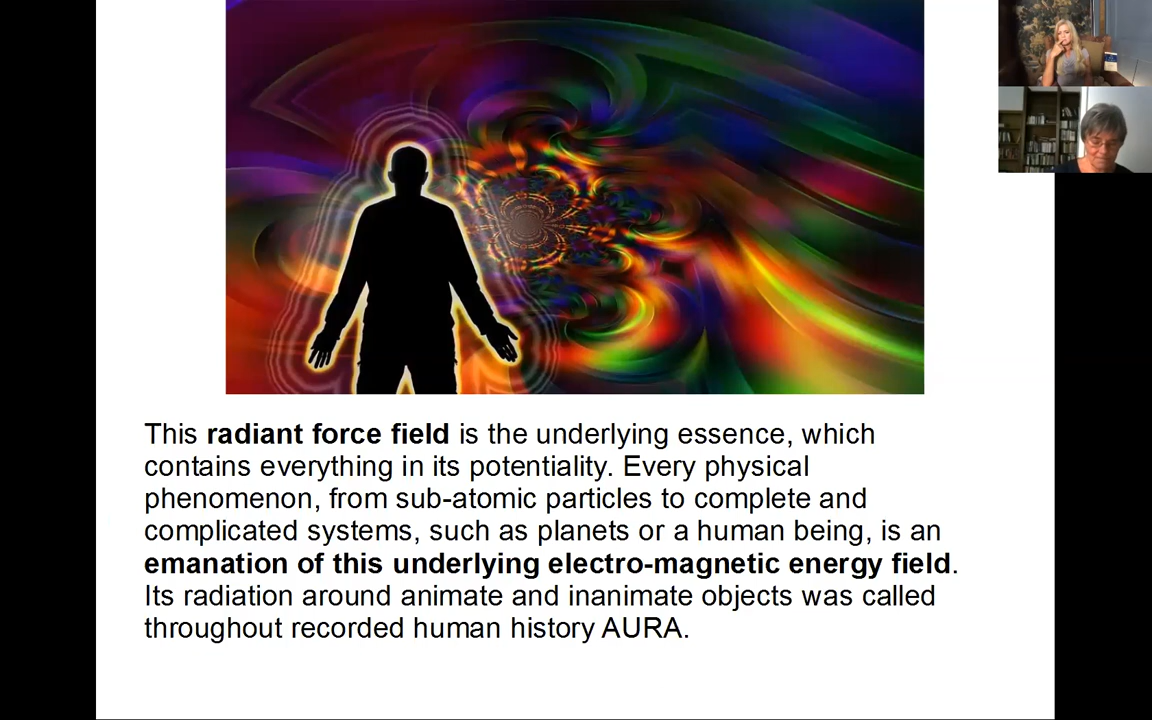 This radiant force field is the underlying essence, which
contains everything in its potentiality. Every physical
phenomenon, from sub-atomic particles to complete and
complicated systems, such as planets or a human being, is an
emanation of this underlying electro-magnetic energy field.
Its radiation around animate and inanimate objects was called
throughout recorded human history AURA.